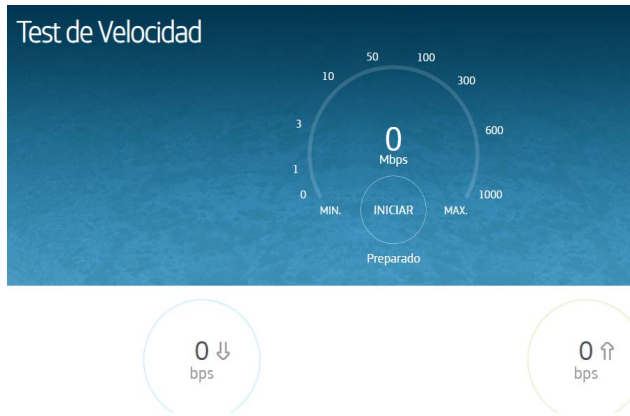 Test de Velocidad
50 100
10 300
3 600
0
Mbps
1
0 1000
MIN. INICIAR MAX.
Preparado
0 ⇩ 0 ⇧
bps bps